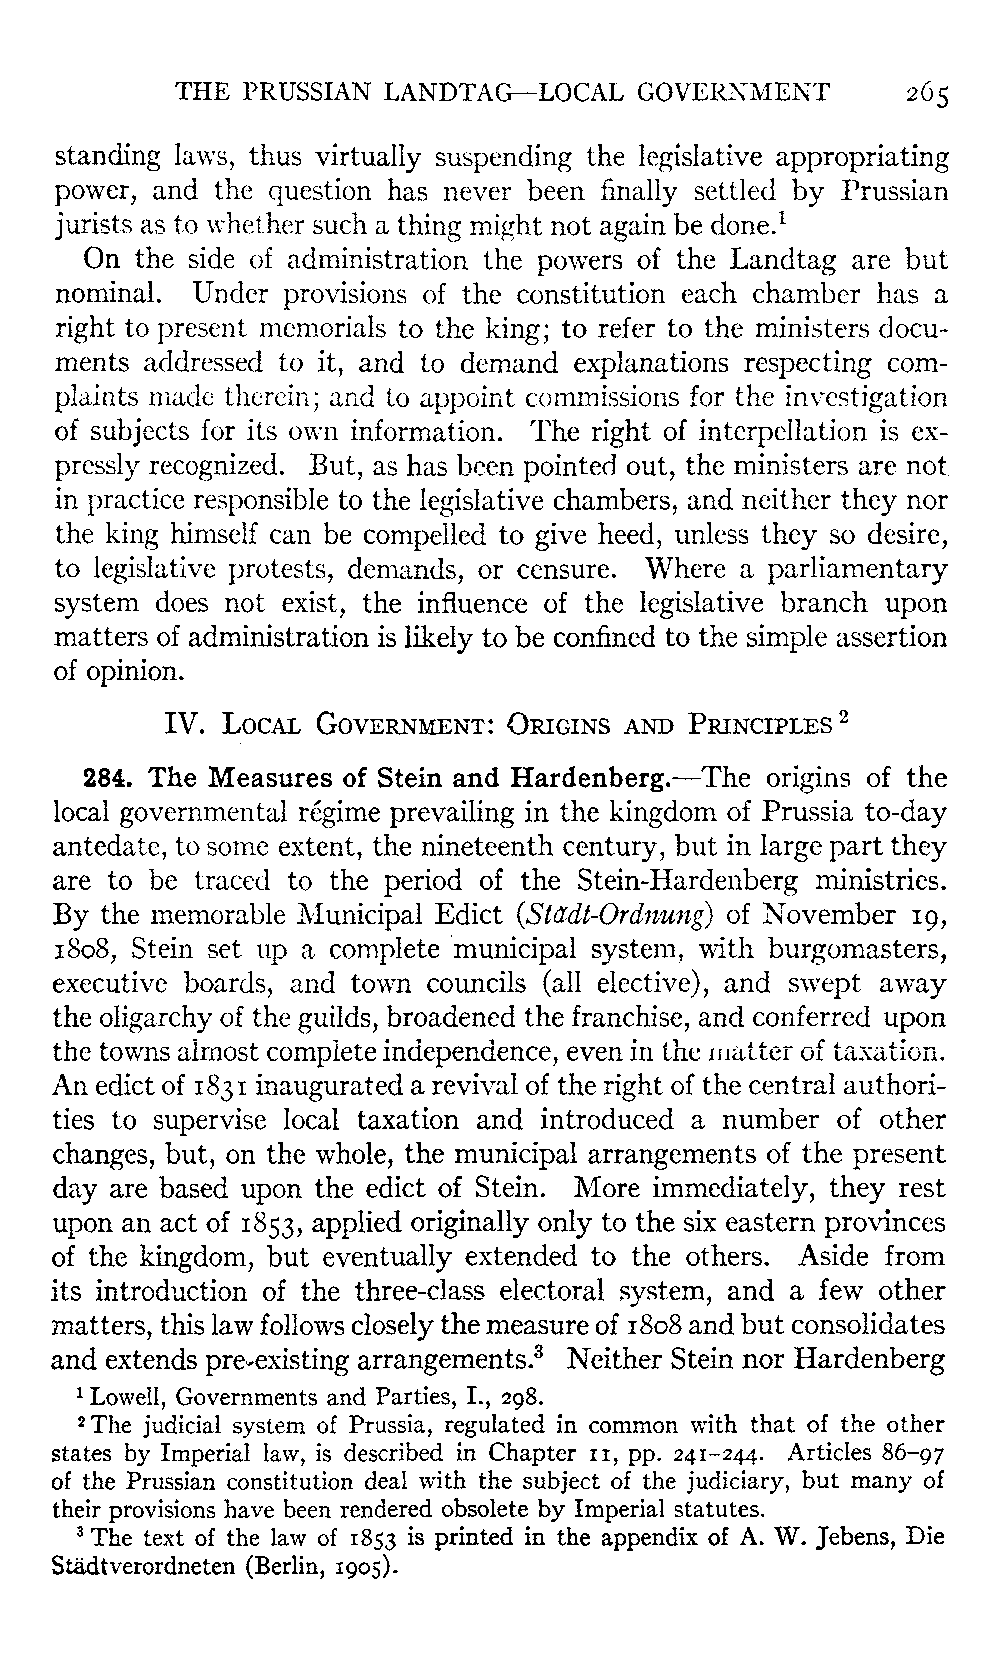 THE PRUSSIAN LANDTAG—LOCAL GOVERNMENT 265
standing laws, thus virtually suspending the legislative appropriating
power, and the question has never been finally settled by Prussian
jurists as to whether such a thing might not again be done.¹
On the side of administration the powers of the Landtag are but
nominal. Under provisions of the constitution each chamber has a
right to present memorials to the king; to refer to the ministers docu-
ments addressed to it, and to demand explanations respecting com-
plaints made therein; and to appoint commissions for the investigation
of subjects for its own information. The right of interpellation is ex-
pressly recognized. But, as has been pointed out, the ministers are not
in practice responsible to the legislative chambers, and neither they nor
the king himself can be compelled to give heed, unless they so desire,
to legislative protests, demands, or censure. Where a parliamentary
system does not exist, the influence of the legislative branch upon
matters of administration is likely to be confined to the simple assertion
of opinion.
IV. Local Government: Origins and Principles ²
284. The Measures of Stein and Hardenberg.—The origins of the
local governmental régime prevailing in the kingdom of Prussia to-day
antedate, to some extent, the nineteenth century, but in large part they
are to be traced to the period of the Stein-Hardenberg ministries.
By the memorable Municipal Edict (Städt-Ordnung) of November 19,
1808, Stein set up a complete municipal system, with burgomasters,
executive boards, and town councils (all elective), and swept away
the oligarchy of the guilds, broadened the franchise, and conferred upon
the towns almost complete independence, even in the matter of taxation.
An edict of 1831 inaugurated a revival of the right of the central authori-
ties to supervise local taxation and introduced a number of other
changes, but, on the whole, the municipal arrangements of the present
day are based upon the edict of Stein. More immediately, they rest
upon an act of 1853, applied originally only to the six eastern provinces
of the kingdom, but eventually extended to the others. Aside from
its introduction of the three-class electoral system, and a few other
matters, this law follows closely the measure of 1808 and but consolidates
and extends pre-existing arrangements.³ Neither Stein nor Hardenberg
¹ Lowell, Governments and Parties, I., 298.
² The judicial system of Prussia, regulated in common with that of the other
states by Imperial law, is described in Chapter 11, pp. 241–244. Articles 86–97
of the Prussian constitution deal with the subject of the judiciary, but many of
their provisions have been rendered obsolete by Imperial statutes.
³ The text of the law of 1853 is printed in the appendix of A. W. Jebens, Die
Städtverordneten (Berlin, 1905).